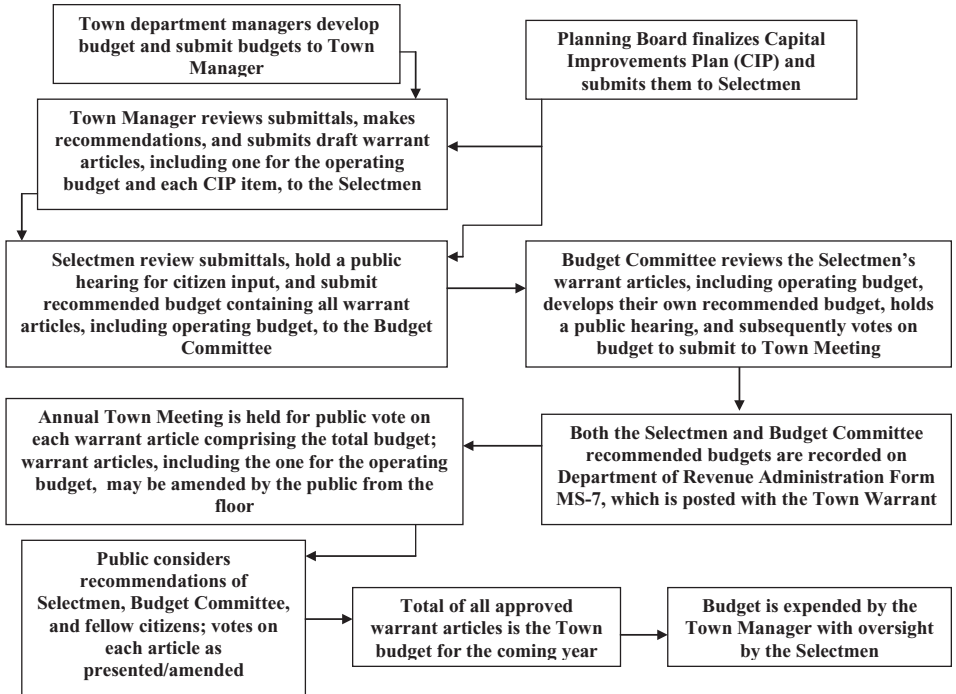 Town department managers develop
budget and submit budgets to Town
Manager
Planning Board finalizes Capital
Improvements Plan (CIP) and
submits them to Selectmen
Town Manager reviews submittals, makes
recommendations, and submits draft warrant
articles, including one for the operating
budget and each CIP item, to the Selectmen
Selectmen review submittals, hold a public
hearing for citizen input, and submit
recommended budget containing all warrant
articles, including operating budget, to the Budget
Committee
Budget Committee reviews the Selectmen’s
warrant articles, including operating budget,
develops their own recommended budget, holds
a public hearing, and subsequently votes on
budget to submit to Town Meeting
Both the Selectmen and Budget Committee
recommended budgets are recorded on
Department of Revenue Administration Form
MS-7, which is posted with the Town Warrant
Annual Town Meeting is held for public vote on
each warrant article comprising the total budget;
warrant articles, including the one for the operating
budget, may be amended by the public from the
floor
Public considers
recommendations of
Selectmen, Budget Committee,
and fellow citizens; votes on
each article as
presented/amended
Total of all approved
warrant articles is the Town
budget for the coming year
Budget is expended by the
Town Manager with oversight
by the Selectmen